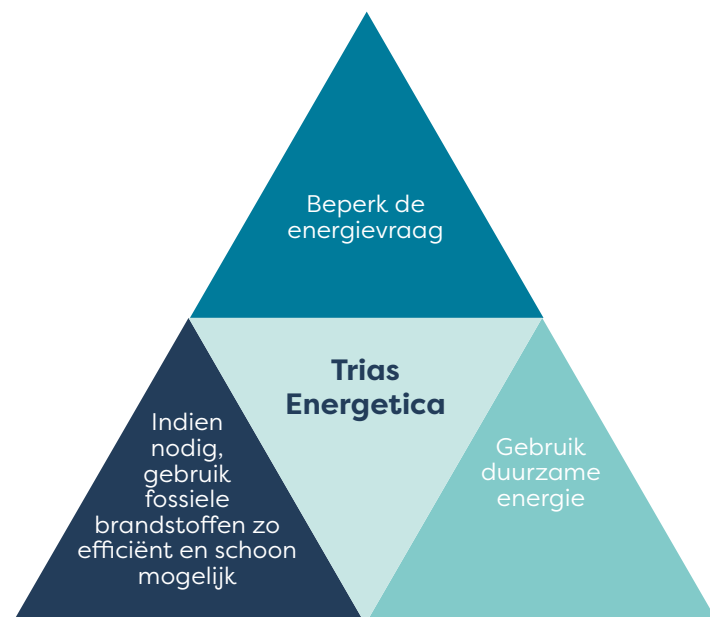 Beperk de
energievraag
Trias
Energetica
Indien
nodig,
gebruik
fossiele
brandstoffen zo
efficiënt en schoon
mogelijk
Gebruik
duurzame
energie